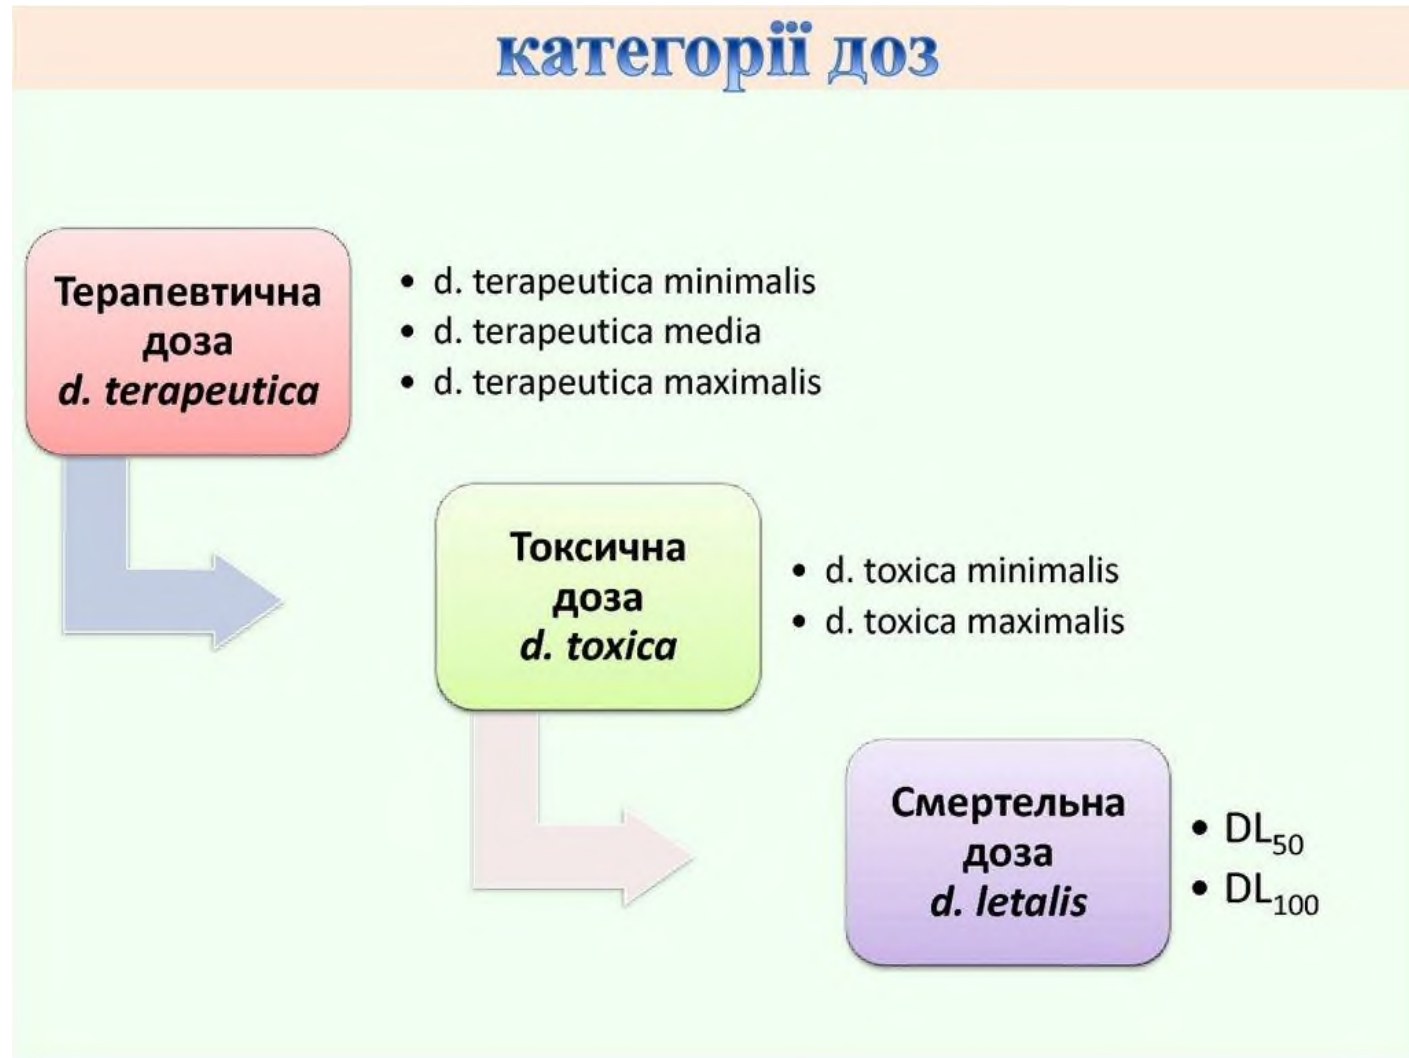 категорії доз
Терапевтична
доза
d. terapeutica
• d. terapeutica minimalis
• d. terapeutica media
• d. terapeutica maximalis
Токсична
доза
d. toxica
• d. toxica minimalis
• d. toxica maximalis
Смертельна
доза
d. letalis
• DL50
• DL100